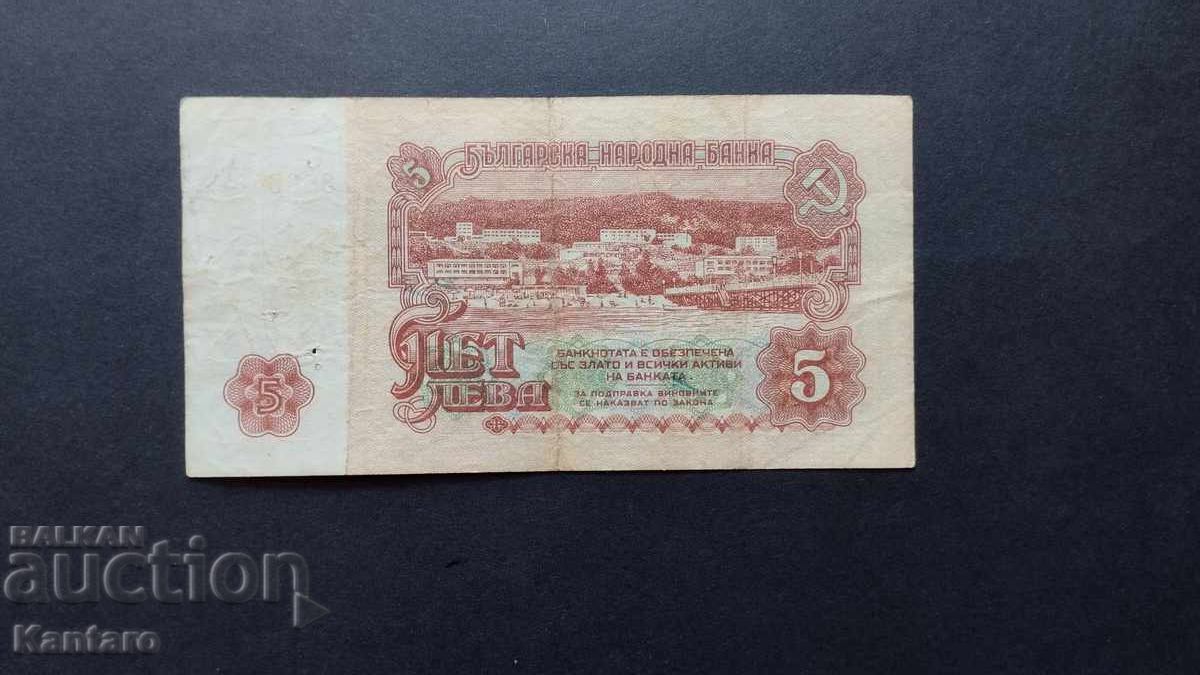 5 БЪЛГАРСКА НАРОДНА БАНКА
ПЕТ
ЛЕВА
БАНКНОТАТА Е ОБЕЗПЕЧЕНА
СЪС ЗЛАТО И ВСИЧКИ АКТИВИ
НА БАНКАТА
ЗА ПОДПРАВКА ВИНОВНИТЕ
СЕ НАКАЗВАТ ПО ЗАКОНА
5
5
BALKAN
auction
Kantaro